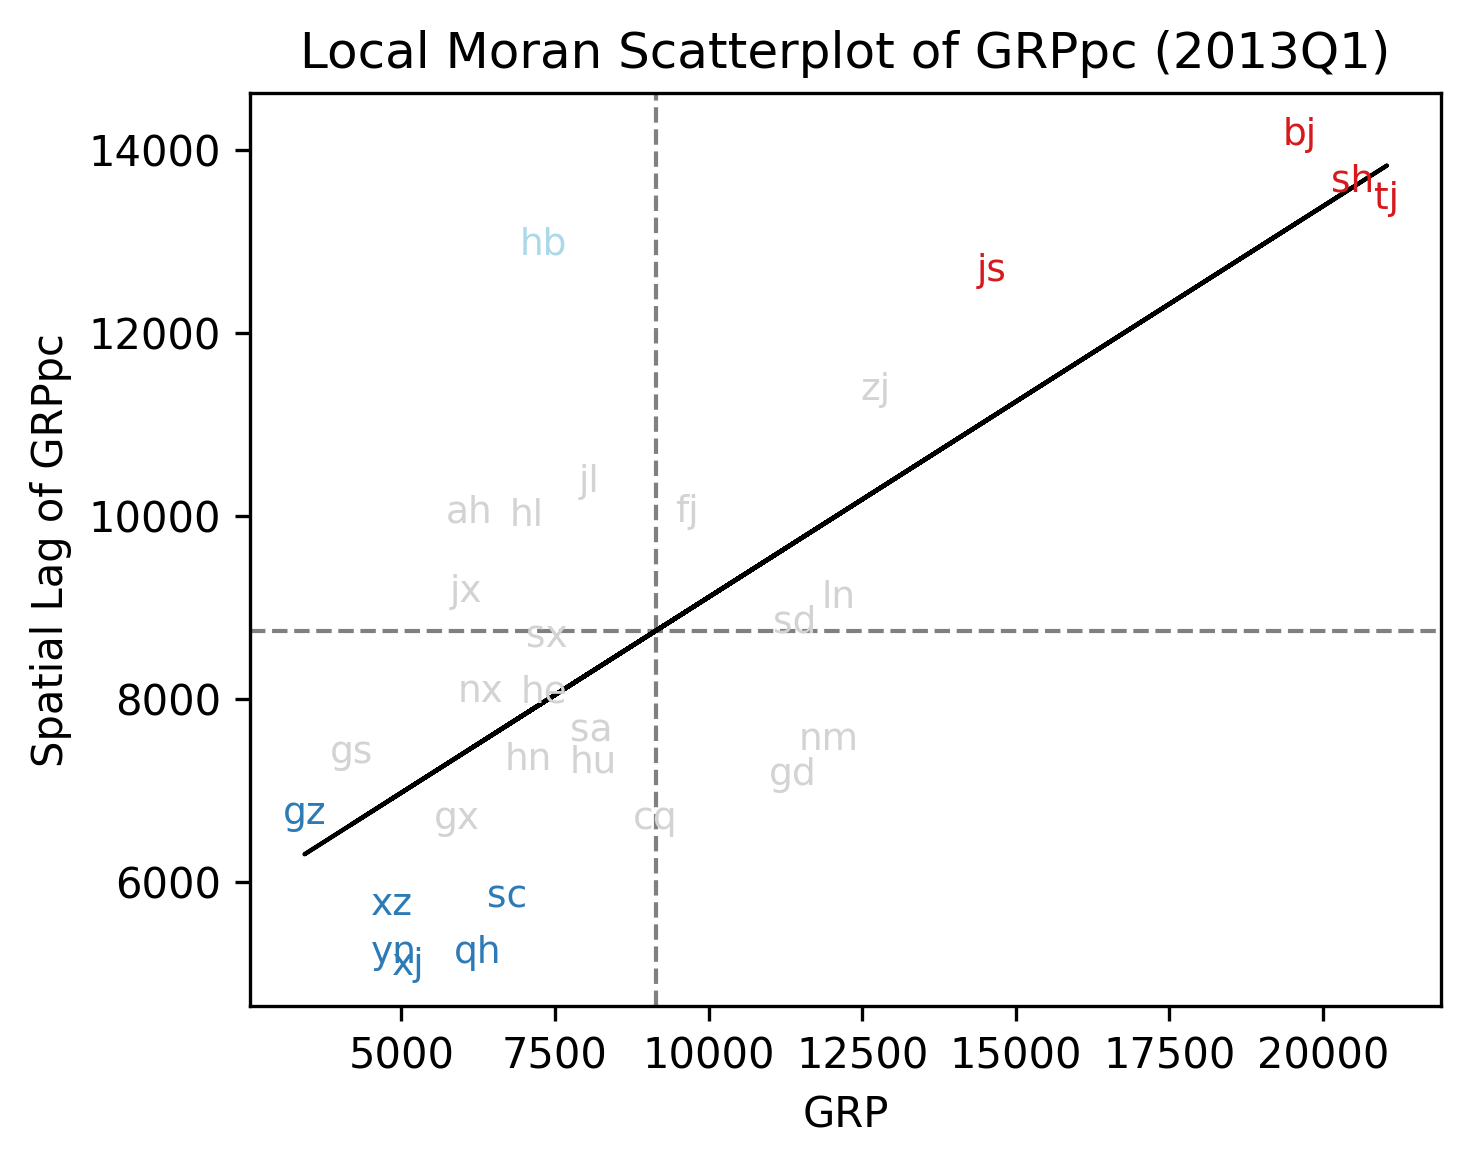 Local Moran Scatterplot of GRPpc (2013Q1)
Spatial Lag of GRPpc
14000
12000
10000
8000
6000
bj
sh
tj
hb
js
zj
jl
ah
hl
fj
jx
ln
sd
sx
nx
he
sa
nm
gs
hn
hu
gd
gz
gx
cq
xz
sc
yn
xj
qh
5000
7500
10000
12500
15000
17500
20000
GRP